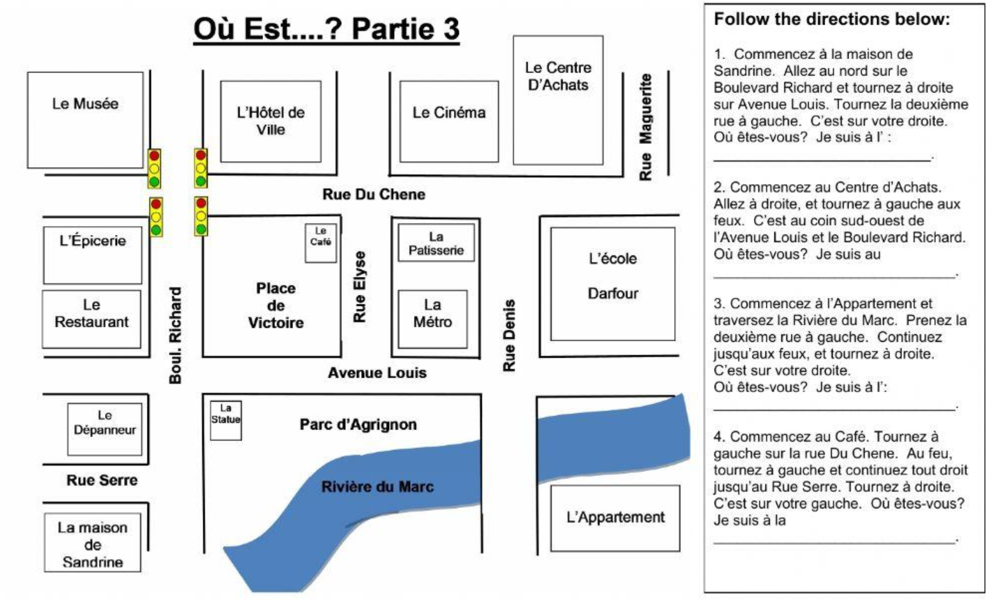 Où Est....? Partie 3
Le Musée
L'Hôtel de
Ville
Le Cinéma
Le Centre
D'Achats
Rue Maguerite
Rue Du Chene
L'Épicerie
Le
Restaurant
Boul. Richard
Le
Café
Place
de
Victoire
Rue Elyse
La
Patisserie
La
Métro
Rue Denis
L'école
Darfour
Avenue Louis
Le
Dépanneur
La
Statue
Parc d'Agrignon
Rue Serre
Rivière du Marc
L'Appartement
La maison
de
Sandrine
Follow the directions below:
1. Commencez à la maison de
Sandrine. Allez au nord sur le
Boulevard Richard et tournez à droite
sur Avenue Louis. Tournez la deuxième
rue à gauche. C'est sur votre droite.
Où êtes-vous? Je suis à l' :
____________________________.
2. Commencez au Centre d'Achats.
Allez à droite, et tournez à gauche aux
feux. C'est au coin sud-ouest de
l'Avenue Louis et le Boulevard Richard.
Où êtes-vous? Je suis au
_______________________________.
3. Commencez à l'Appartement et
traversez la Rivière du Marc. Prenez la
deuxième rue à gauche. Continuez
jusqu'aux feux, et tournez à droite.
C'est sur votre droite.
Où êtes-vous? Je suis à l':
_______________________________.
4. Commencez au Café. Tournez à
gauche sur la rue Du Chene. Au feu,
tournez à gauche et continuez tout droit
jusqu'au Rue Serre. Tournez à droite.
C'est sur votre gauche. Où êtes-vous?
Je suis à la
_______________________________.